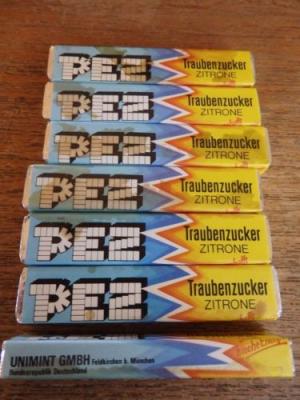 PEZ
Traubenzucker
ZITRONE
PEZ
Traubenzucker
ZITRONE
PEZ
Traubenzucker
ZITRONE
PEZ
Traubenzucker
ZITRONE
PEZ
Traubenzucker
ZITRONE
PEZ
Traubenzucker
ZITRONE
UNIMINT GMBH Feldkirchen b. München
Bundesrepublik Deutschland